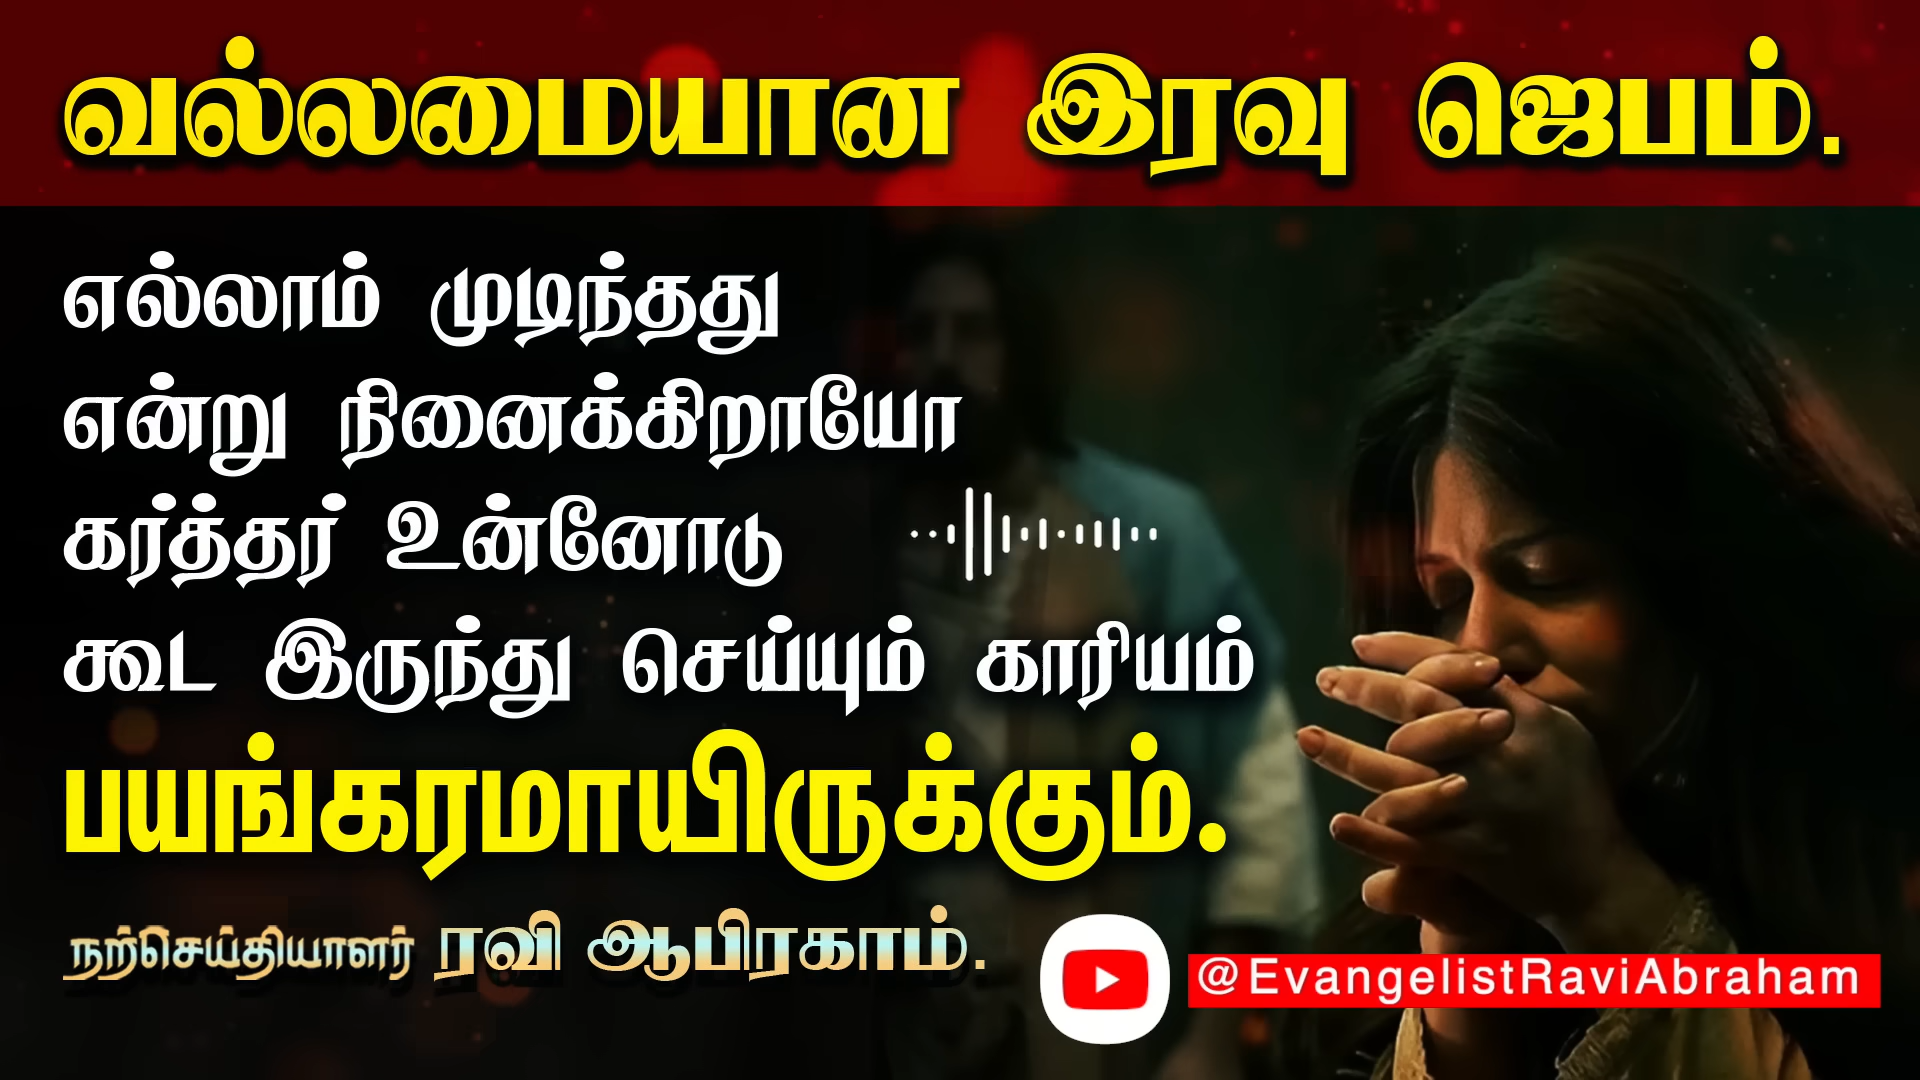 வல்லமையான இரவு ஜெபம்.
எல்லாம் முடிந்தது
என்று நினைக்கிறாயோ
கர்த்தர் உன்னோடு
கூட இருந்து செய்யும் காரியம்
பயங்கரமாயிருக்கும்.
நற்செய்தியாளர் ரவி ஆபிரகாம்.
@EvangelistRaviAbraham